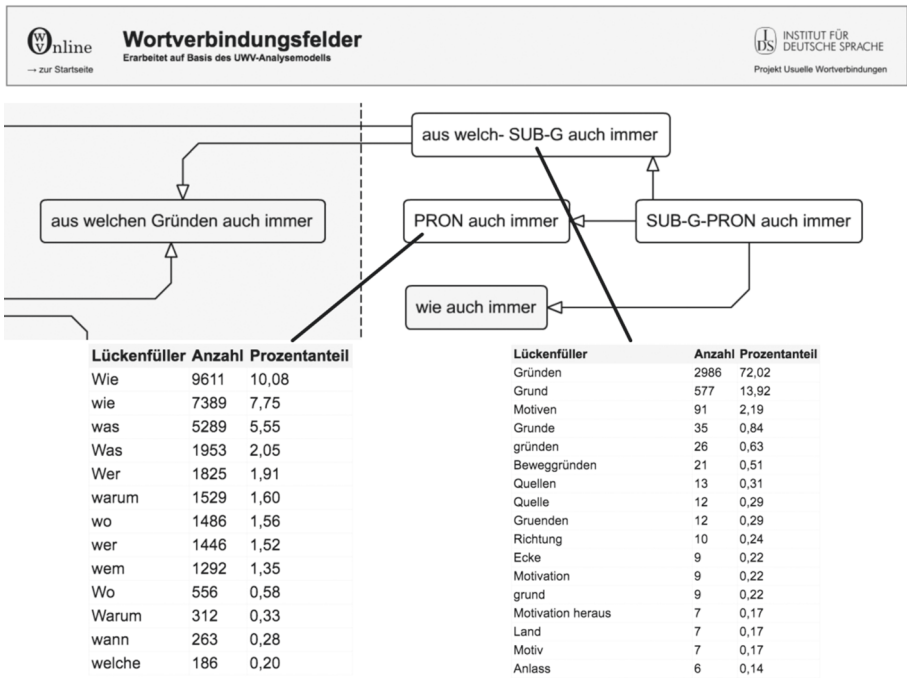 OWV nline
→ zur Startseite
Wortverbindungsfelder
Erarbeitet auf Basis des UWV-Analysemodells
IDS
INSTITUT FÜR
DEUTSCHE SPRACHE
Projekt Usuelle Wortverbindungen
aus welch- SUB-G auch immer
aus welchen Gründen auch immer
PRON auch immer
SUB-G-PRON auch immer
wie auch immer
Lückenfüller Anzahl Prozentanteil
Wie 9611 10,08
wie 7389 7,75
was 5289 5,55
Was 1953 2,05
Wer 1825 1,91
warum 1529 1,60
wo 1486 1,56
wer 1446 1,52
wem 1292 1,35
Wo 556 0,58
Warum 312 0,33
wann 263 0,28
welche 186 0,20
Lückenfüller Anzahl Prozentanteil
Gründen 2986 72,02
Grund 577 13,92
Motiven 91 2,19
Grunde 35 0,84
gründen 26 0,63
Beweggründen 21 0,51
Quellen 13 0,31
Quelle 12 0,29
Gruenden 12 0,29
Richtung 10 0,24
Ecke 9 0,22
Motivation 9 0,22
grund 9 0,22
Motivation heraus 7 0,17
Land 7 0,17
Motiv 7 0,17
Anlass 6 0,14